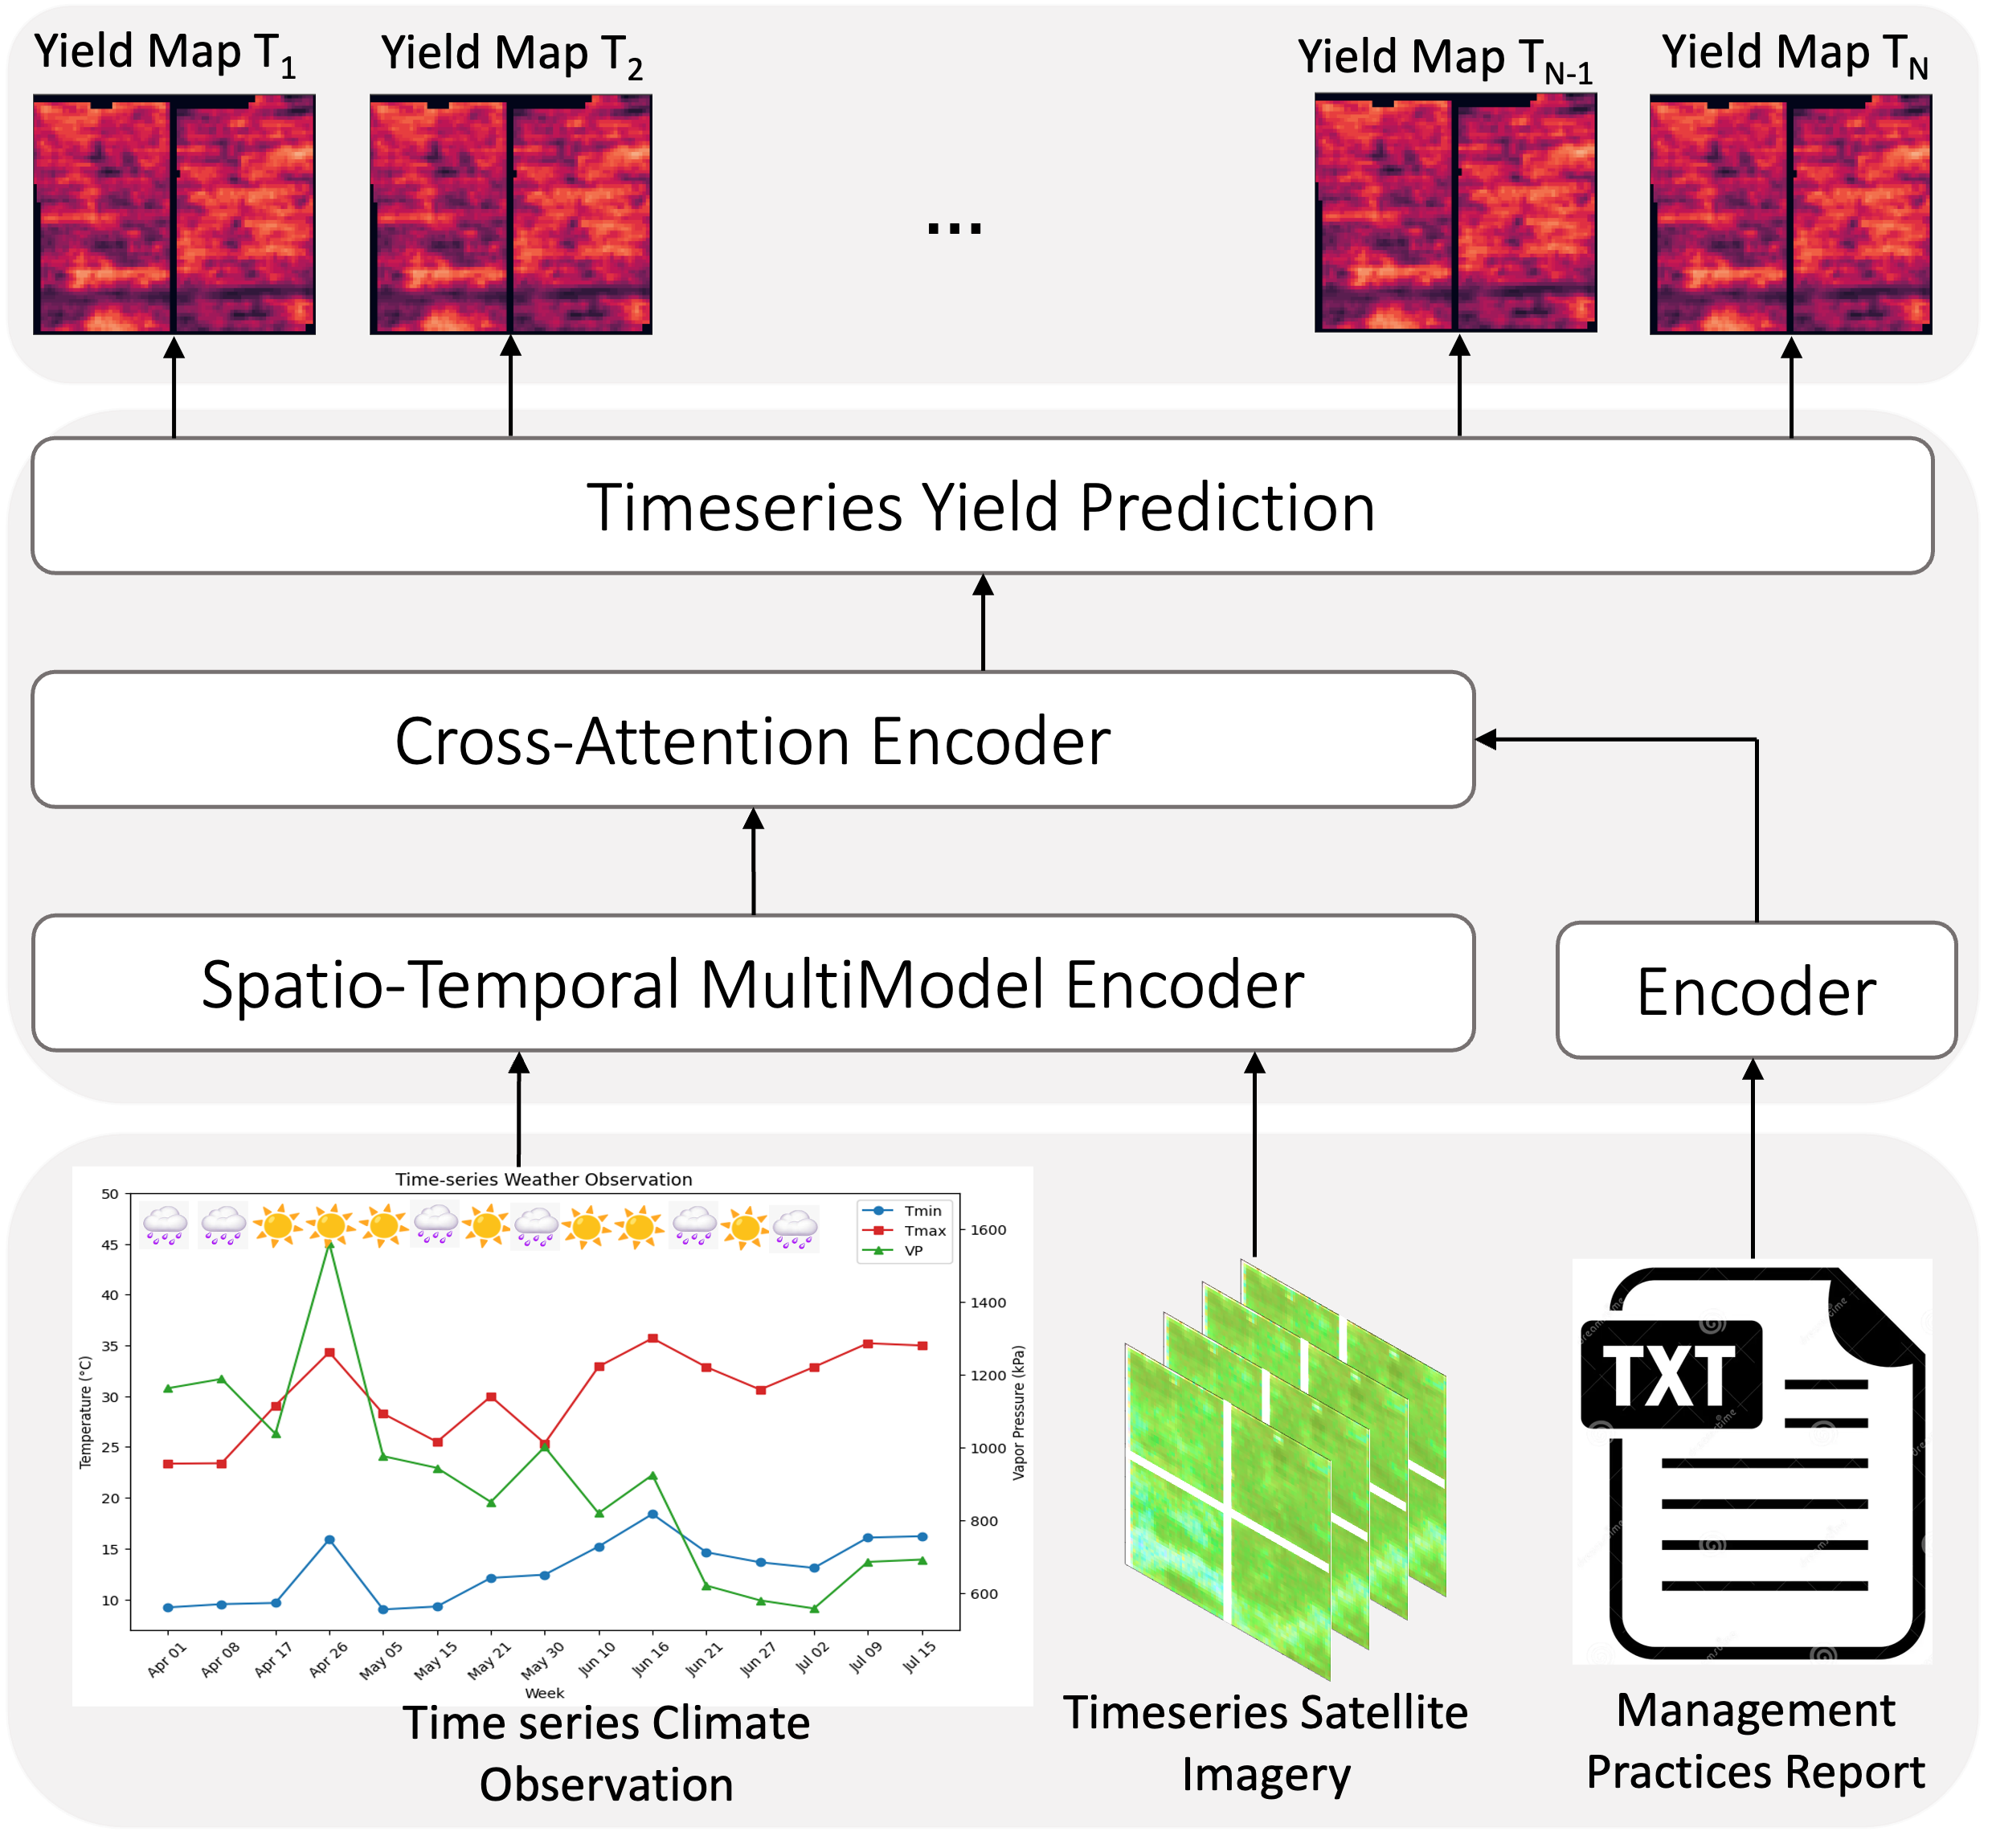 Yield Map T1
Yield Map T2
Yield Map TN-1
Yield Map TN
...
Timeseries Yield Prediction
Cross-Attention Encoder
Spatio-Temporal MultiModel Encoder
Encoder
Time-series Weather Observation
Tmin
Tmax
VP
50
45
40
35
30
25
20
15
10
Temperature (°C)
1600
1400
1200
1000
800
600
Vapor Pressure (kPa)
Apr 01
Apr 08
Apr 17
Apr 26
May 05
May 15
May 21
May 30
Jun 10
Jun 16
Jun 21
Jun 27
Jul 02
Jul 09
Jul 15
Week
Time series Climate
Observation
Timeseries Satellite
Imagery
TXT
Management
Practices Report